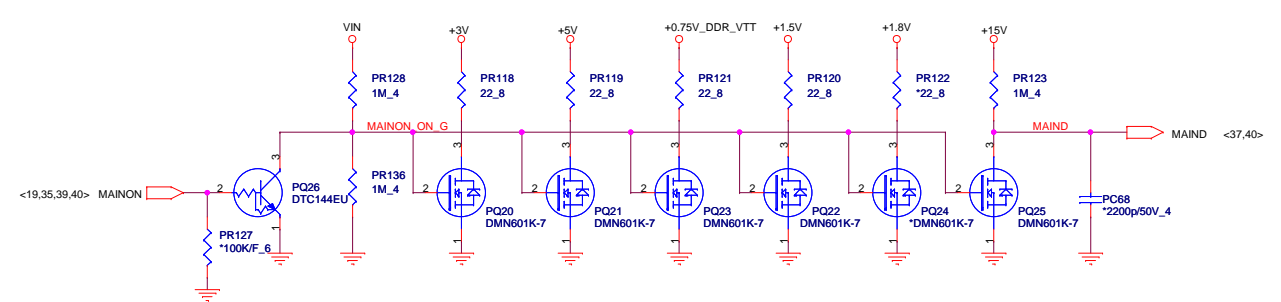 VIN
+3V
+5V
+0.75V_DDR_VTT
+1.5V
+1.8V
+15V
PR128
1M_4
PR118
22_8
PR119
22_8
PR121
22_8
PR120
22_8
PR122
*22_8
PR123
1M_4
MAINON_ON_G
MAIND
MAIND <37,40>
<19,35,39,40> MAINON
2
3
1
PQ26
DTC144EU
PR136
1M_4
PR127
*100K/F_6
2
3
1
PQ20
DMN601K-7
2
3
1
PQ21
DMN601K-7
2
3
1
PQ23
DMN601K-7
2
3
1
PQ22
DMN601K-7
2
3
1
PQ24
*DMN601K-7
2
3
1
PQ25
DMN601K-7
PC68
*2200p/50V_4